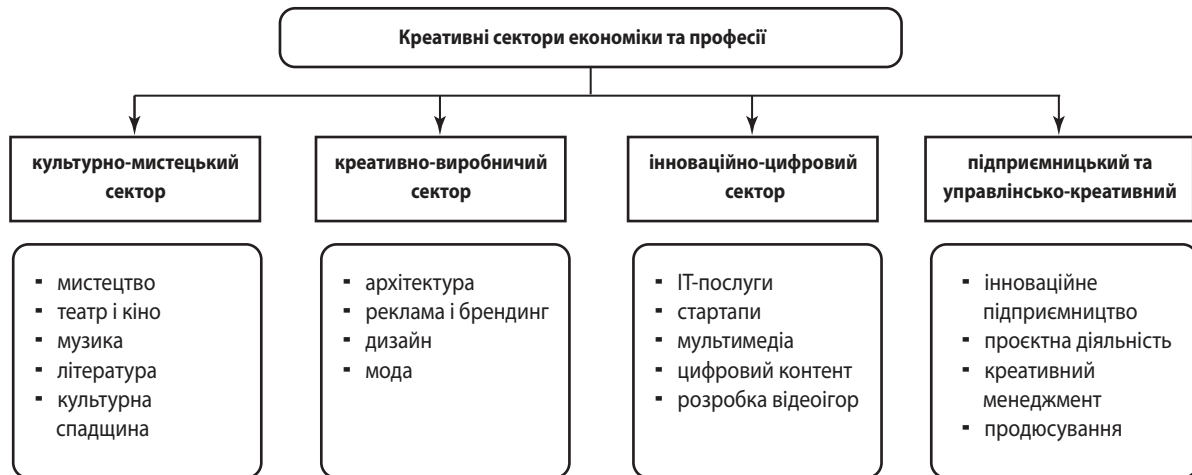 Креативні сектори економіки та професії
культурно-мистецький
сектор
креативно-виробничий
сектор
інноваційно-цифровий
сектор
підприємницький та
управлінсько-креативний
▪ мистецтво
▪ театр і кіно
▪ музика
▪ література
▪ культурна
спадщина
▪ архітектура
▪ реклама і брендинг
▪ дизайн
▪ мода
▪ ІТ-послуги
▪ стартапи
▪ мультимедіа
▪ цифровий контент
▪ розробка відеоігор
▪ інноваційне
підприємництво
▪ проєктна діяльність
▪ креативний
менеджмент
▪ продюсування